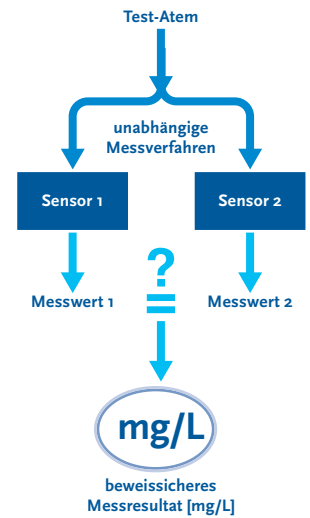 Test-Atem
unabhängige
Messverfahren
Sensor 1
Sensor 2
Messwert 1
?
=
Messwert 2
mg/L
beweissicheres
Messresultat [mg/L]